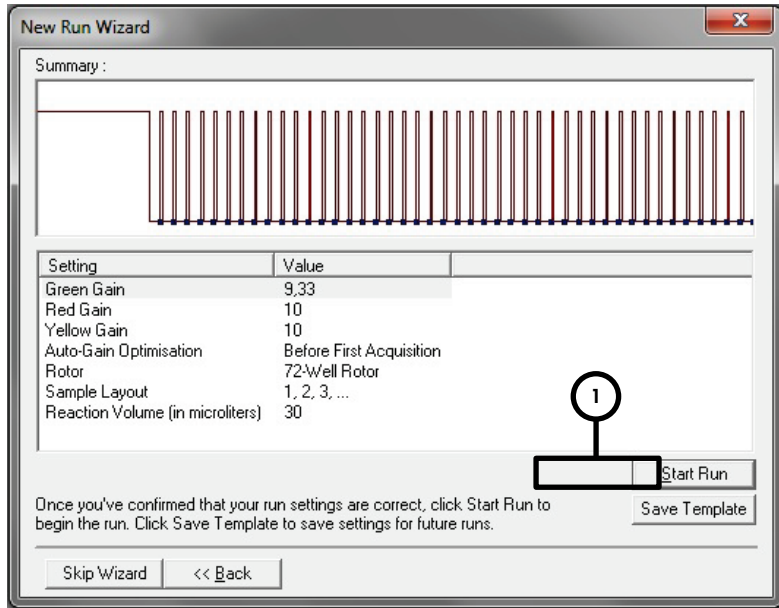 New Run Wizard
Summary :
Setting Value
Green Gain 9,33
Red Gain 10
Yellow Gain 10
Auto-Gain Optimisation Before First Acquisition
Rotor 72-Well Rotor
Sample Layout 1, 2, 3, ...
Reaction Volume (in microliters) 30
1
Start Run
Once you've confirmed that your run settings are correct, click Start Run to
begin the run. Click Save Template to save settings for future runs.
Save Template
Skip Wizard << Back